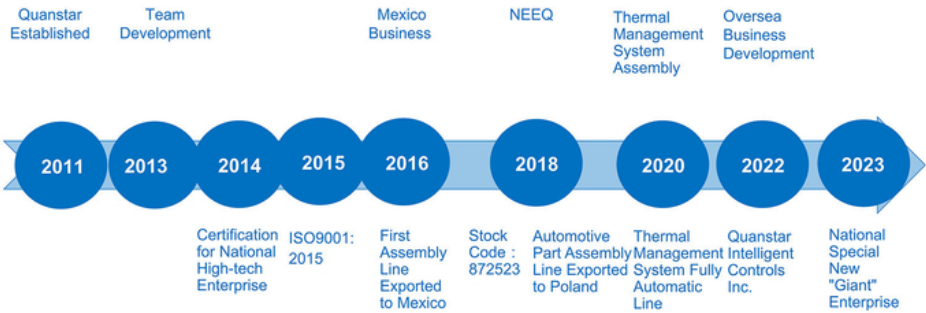 Quanstar
Established
Team
Development
Mexico
Business
NEEQ
Thermal
Management
System
Assembly
Oversea
Business
Development
2011
2013
2014
2015
2016
2018
2020
2022
2023
Certification
for National
High-tech
Enterprise
ISO9001:
2015
First
Assembly
Line
Exported
to Mexico
Stock
Code :
872523
Automotive
Part Assembly
Line Exported
to Poland
Thermal
Management
System Fully
Automatic
Line
Quanstar
Intelligent
Controls
Inc.
National
Special
New
"Giant"
Enterprise